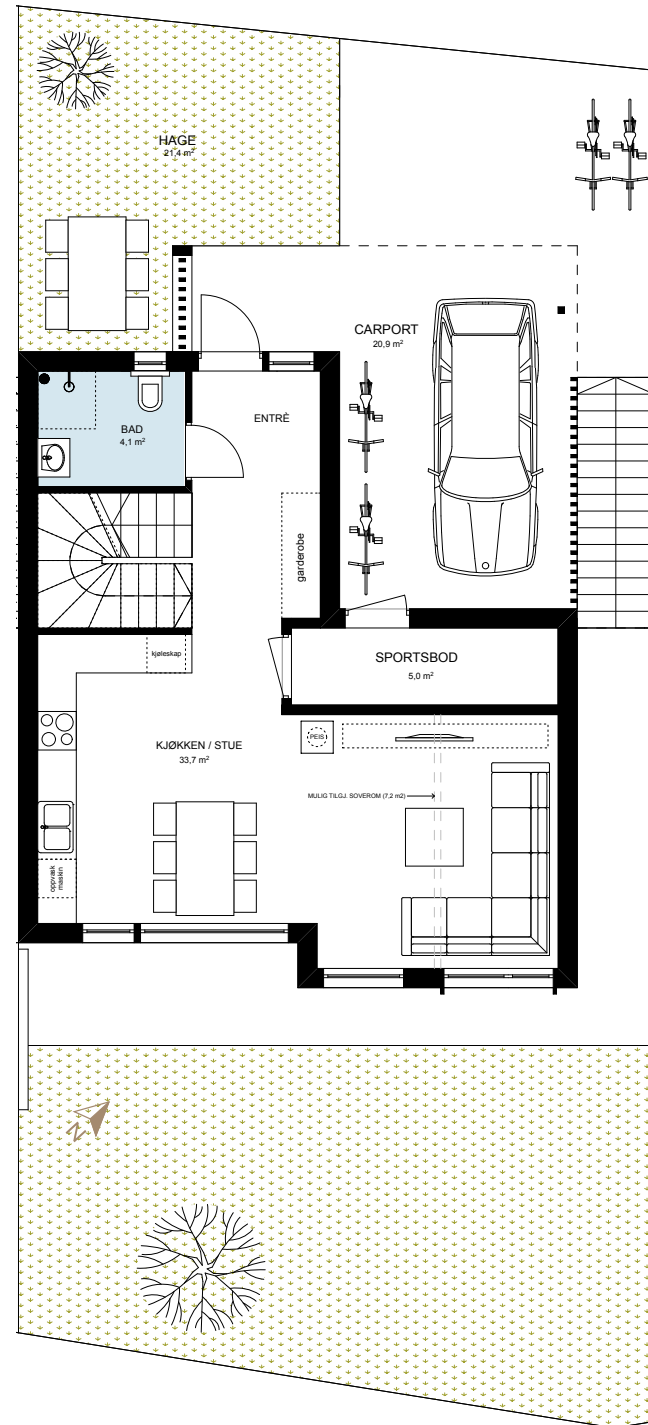 HAGE
21,4 m²
CARPORT
20,9 m²
BAD
4,1 m²
ENTRÈ
garderobe
kjøleskap
SPORTSBOD
5,0 m²
KJØKKEN / STUE
33,7 m²
PEIS
MULIG TILGJ. SOVEROM (7,2 m2)
oppvask
maskin
N